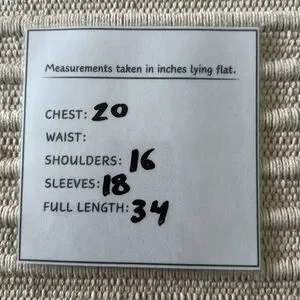 Measurements taken in inches lying flat.
CHEST: 20
WAIST:
SHOULDERS: 16
SLEEVES: 18
FULL LENGTH: 34